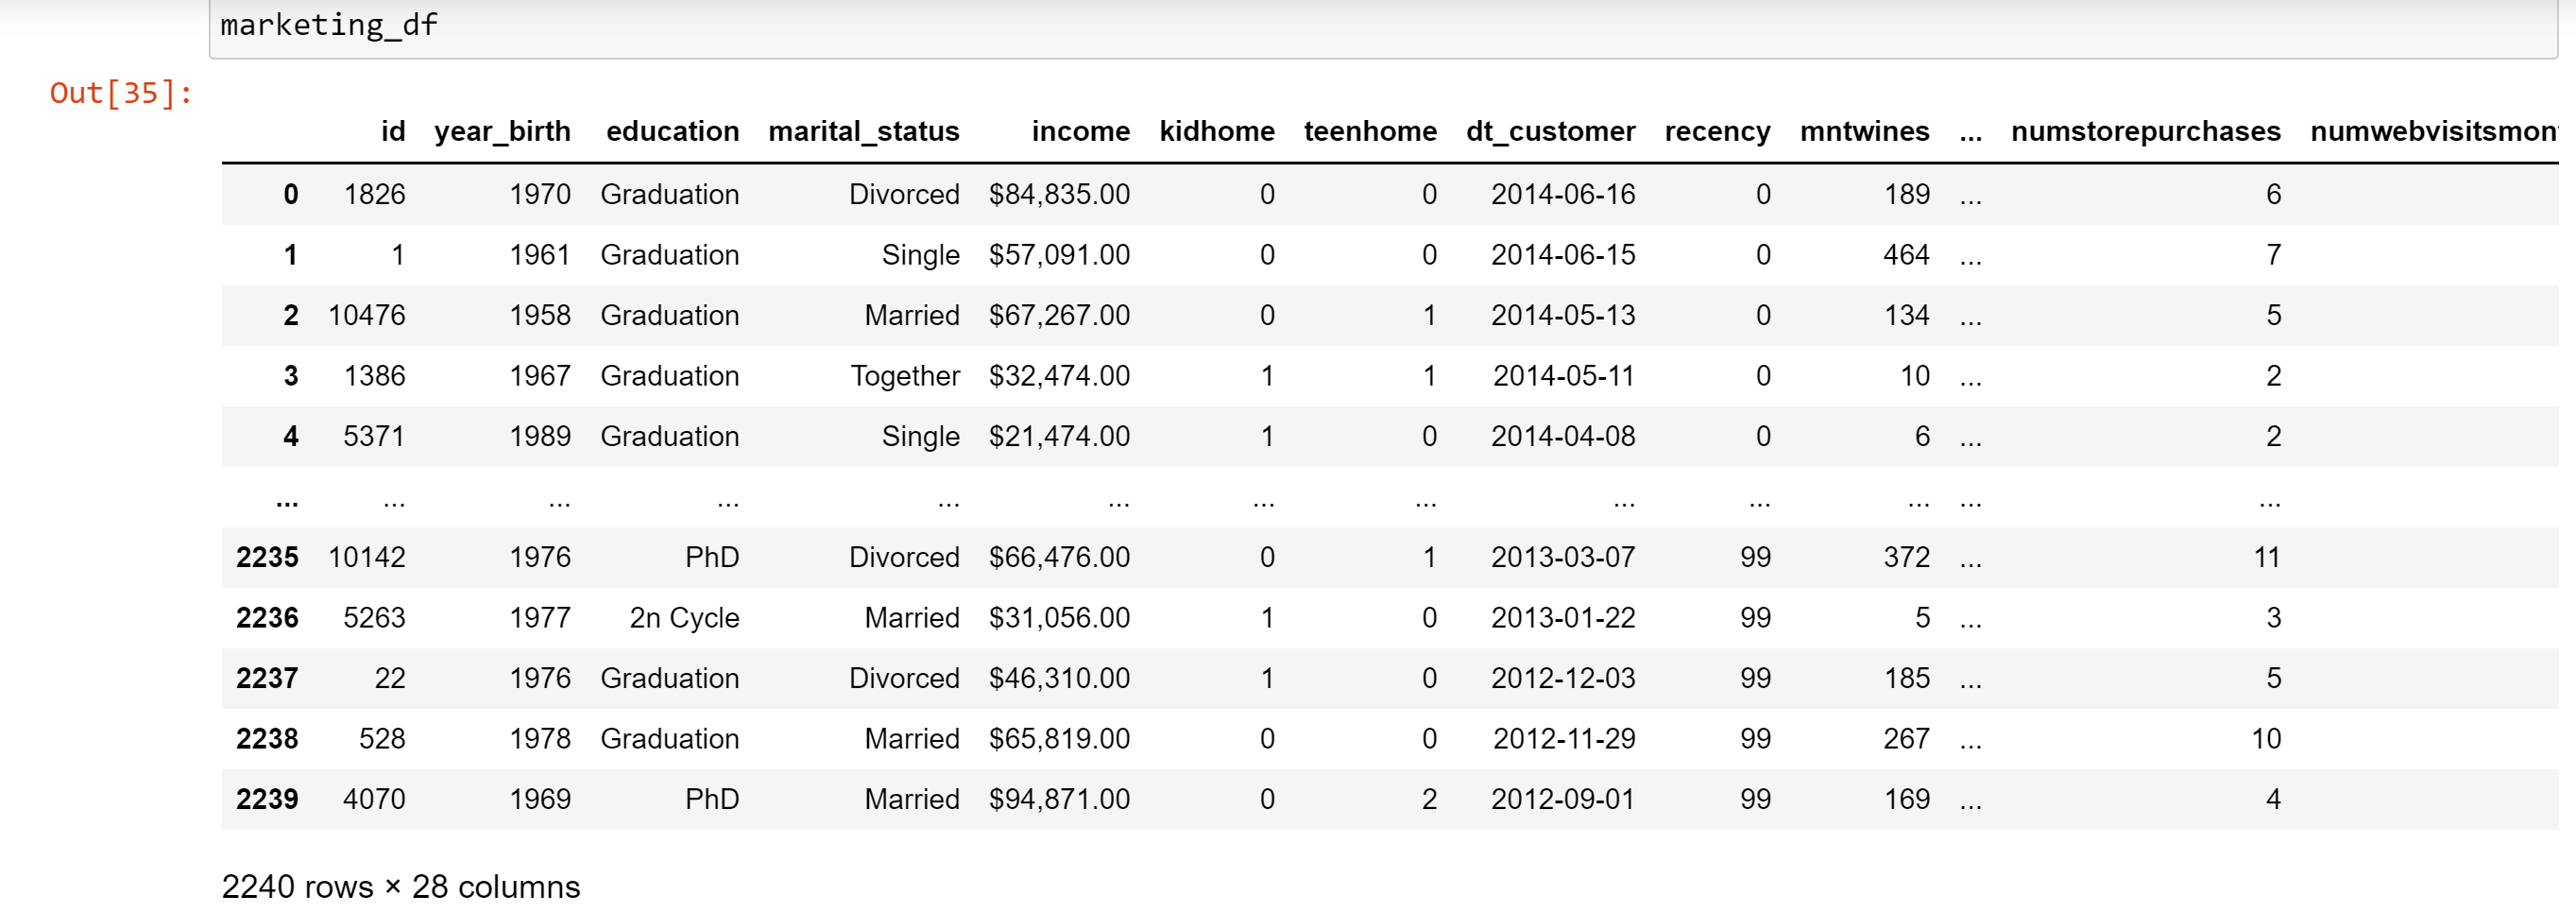 marketing_df
Out[35]:
id year_birth education marital_status income kidhome teenhome dt_customer recency mntwines ... numstorepurchases numwebvisitsmon
0 1826 1970 Graduation Divorced $84,835.00 0 0 2014-06-16 0 189 ... 6
1 1 1961 Graduation Single $57,091.00 0 0 2014-06-15 0 464 ... 7
2 10476 1958 Graduation Married $67,267.00 0 1 2014-05-13 0 134 ... 5
3 1386 1967 Graduation Together $32,474.00 1 1 2014-05-11 0 10 ... 2
4 5371 1989 Graduation Single $21,474.00 1 0 2014-04-08 0 6 ... 2
... ... ... ... ... ... ... ... ... ... ... ... ...
2235 10142 1976 PhD Divorced $66,476.00 0 1 2013-03-07 99 372 ... 11
2236 5263 1977 2n Cycle Married $31,056.00 1 0 2013-01-22 99 5 ... 3
2237 22 1976 Graduation Divorced $46,310.00 1 0 2012-12-03 99 185 ... 5
2238 528 1978 Graduation Married $65,819.00 0 0 2012-11-29 99 267 ... 10
2239 4070 1969 PhD Married $94,871.00 0 2 2012-09-01 99 169 ... 4
2240 rows × 28 columns